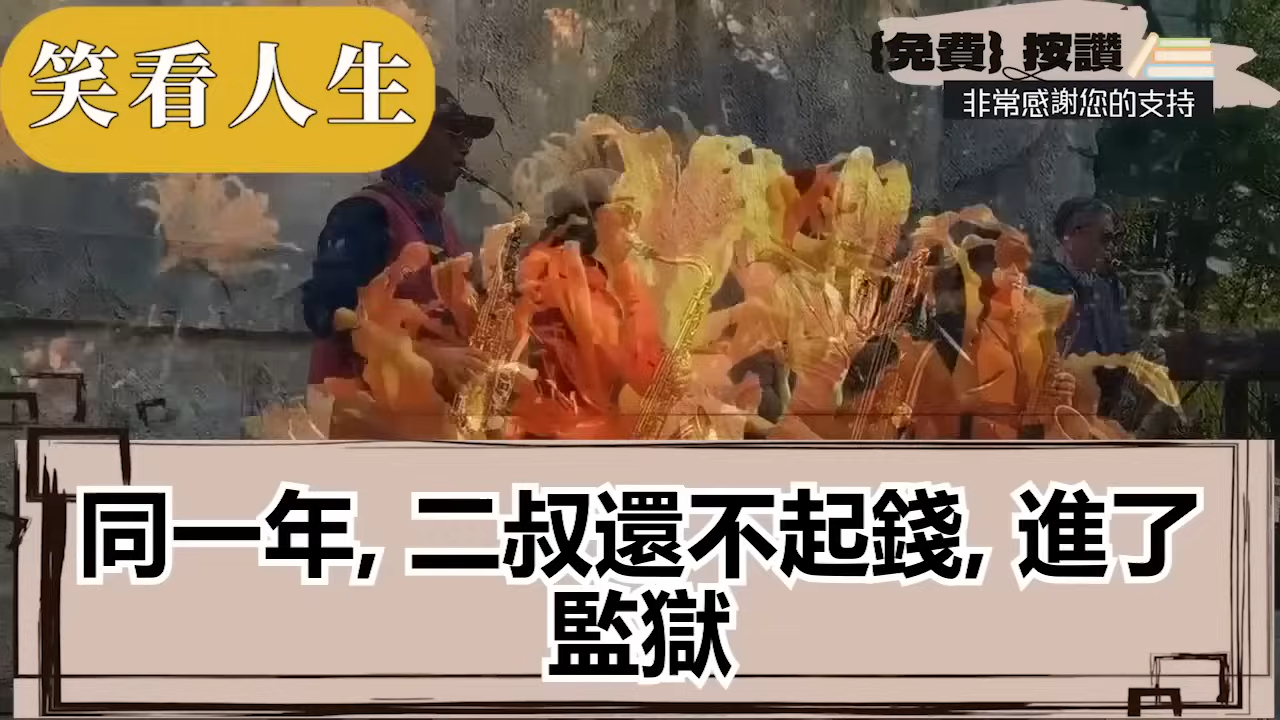 笑看人生
{免費} 按讚
非常感謝您的支持
同一年, 二叔還不起錢, 進了
監獄